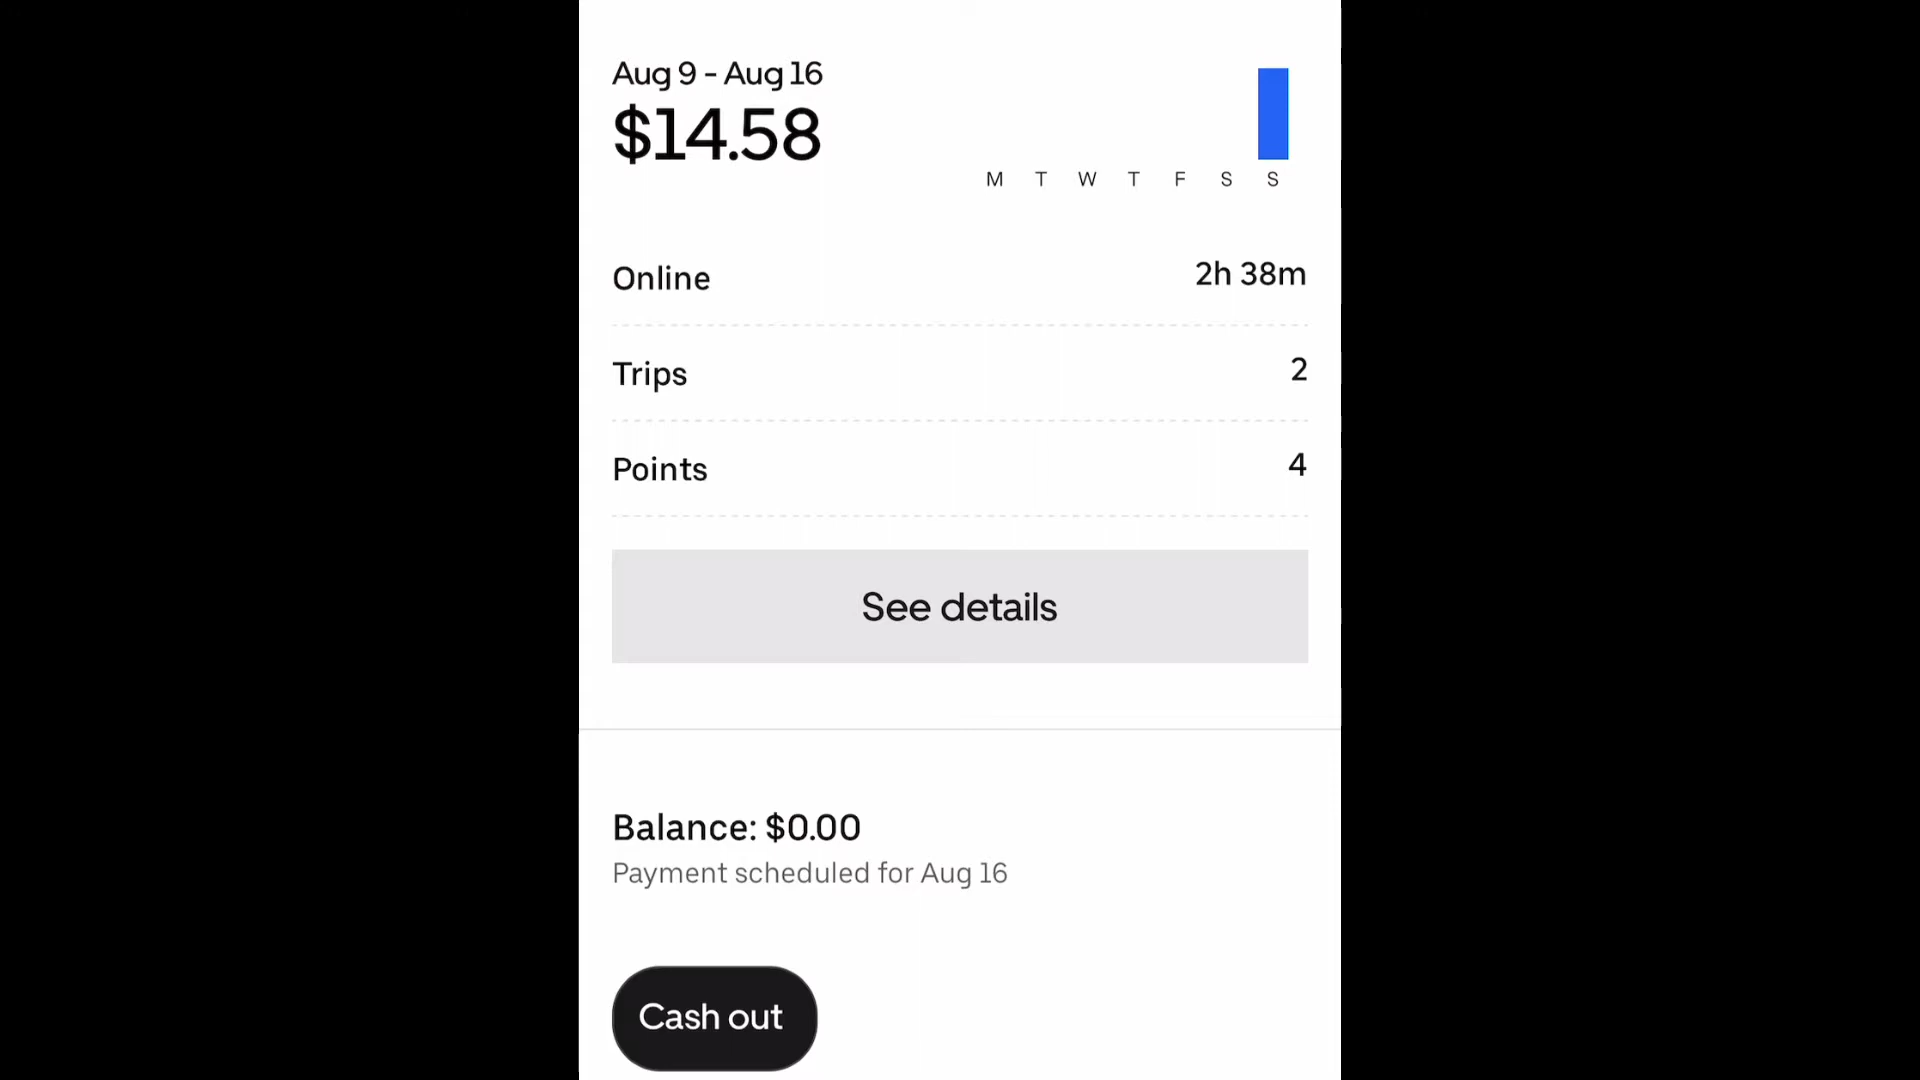 Aug 9 - Aug 16
$14.58
M T W T F S S
Online 2h 38m
Trips 2
Points 4
See details
Balance: $0.00
Payment scheduled for Aug 16
Cash out